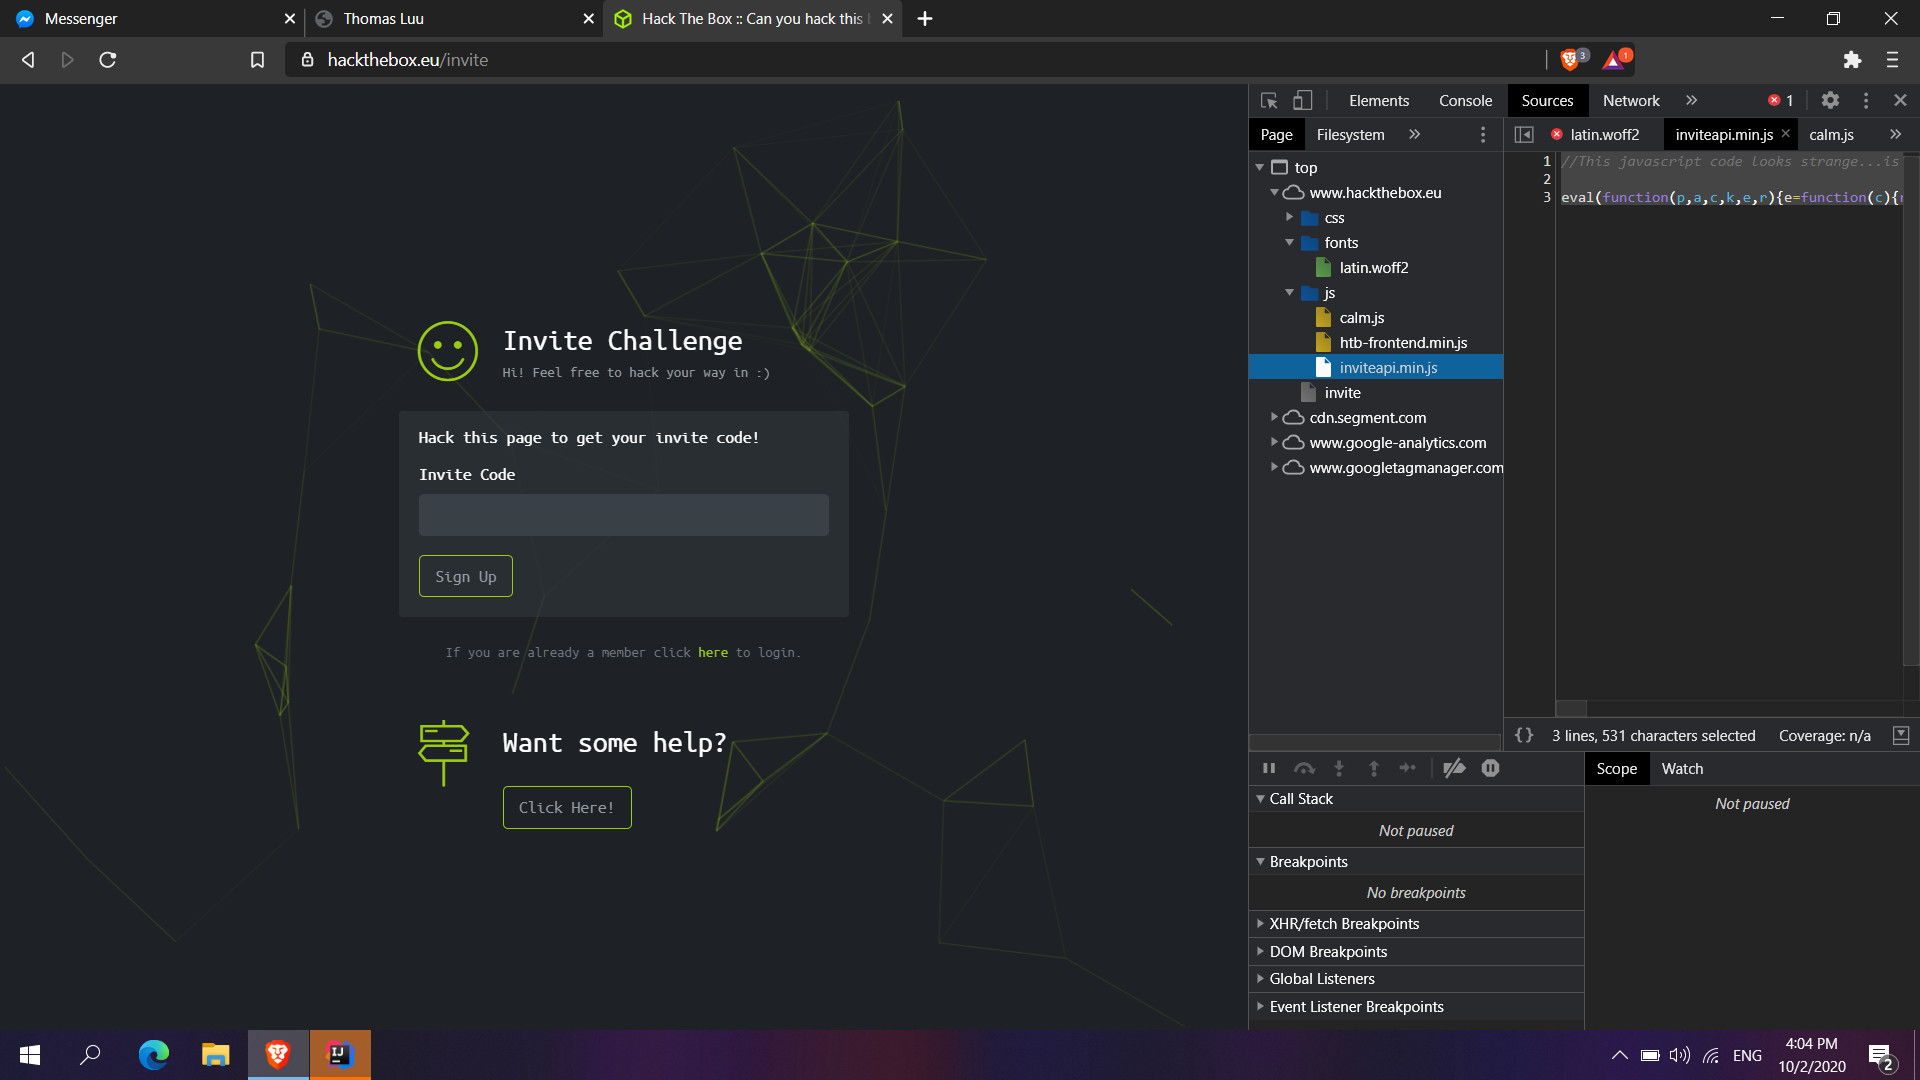 Messenger
Thomas Luu
Hack The Box :: Can you hack this
hackthebox.eu/invite
3
1
Invite Challenge
Hi! Feel free to hack your way in :)
Hack this page to get your invite code!
Invite Code
Sign Up
If you are already a member click here to login.
Want some help?
Click Here!
Elements Console Sources Network » 1
Page Filesystem »
top
www.hackthebox.eu
css
fonts
latin.woff2
js
calm.js
htb-frontend.min.js
inviteapi.min.js
invite
cdn.segment.com
www.google-analytics.com
www.googletagmanager.com
latin.woff2 inviteapi.min.js calm.js »
1 //This javascript code looks strange...is
2
3 eval(function(p,a,c,k,e,r){e=function(c){r
{} 3 lines, 531 characters selected Coverage: n/a
Call Stack
Not paused
Breakpoints
No breakpoints
XHR/fetch Breakpoints
DOM Breakpoints
Global Listeners
Event Listener Breakpoints
Scope Watch
Not paused
IJ
ENG
4:04 PM
10/2/2020
2